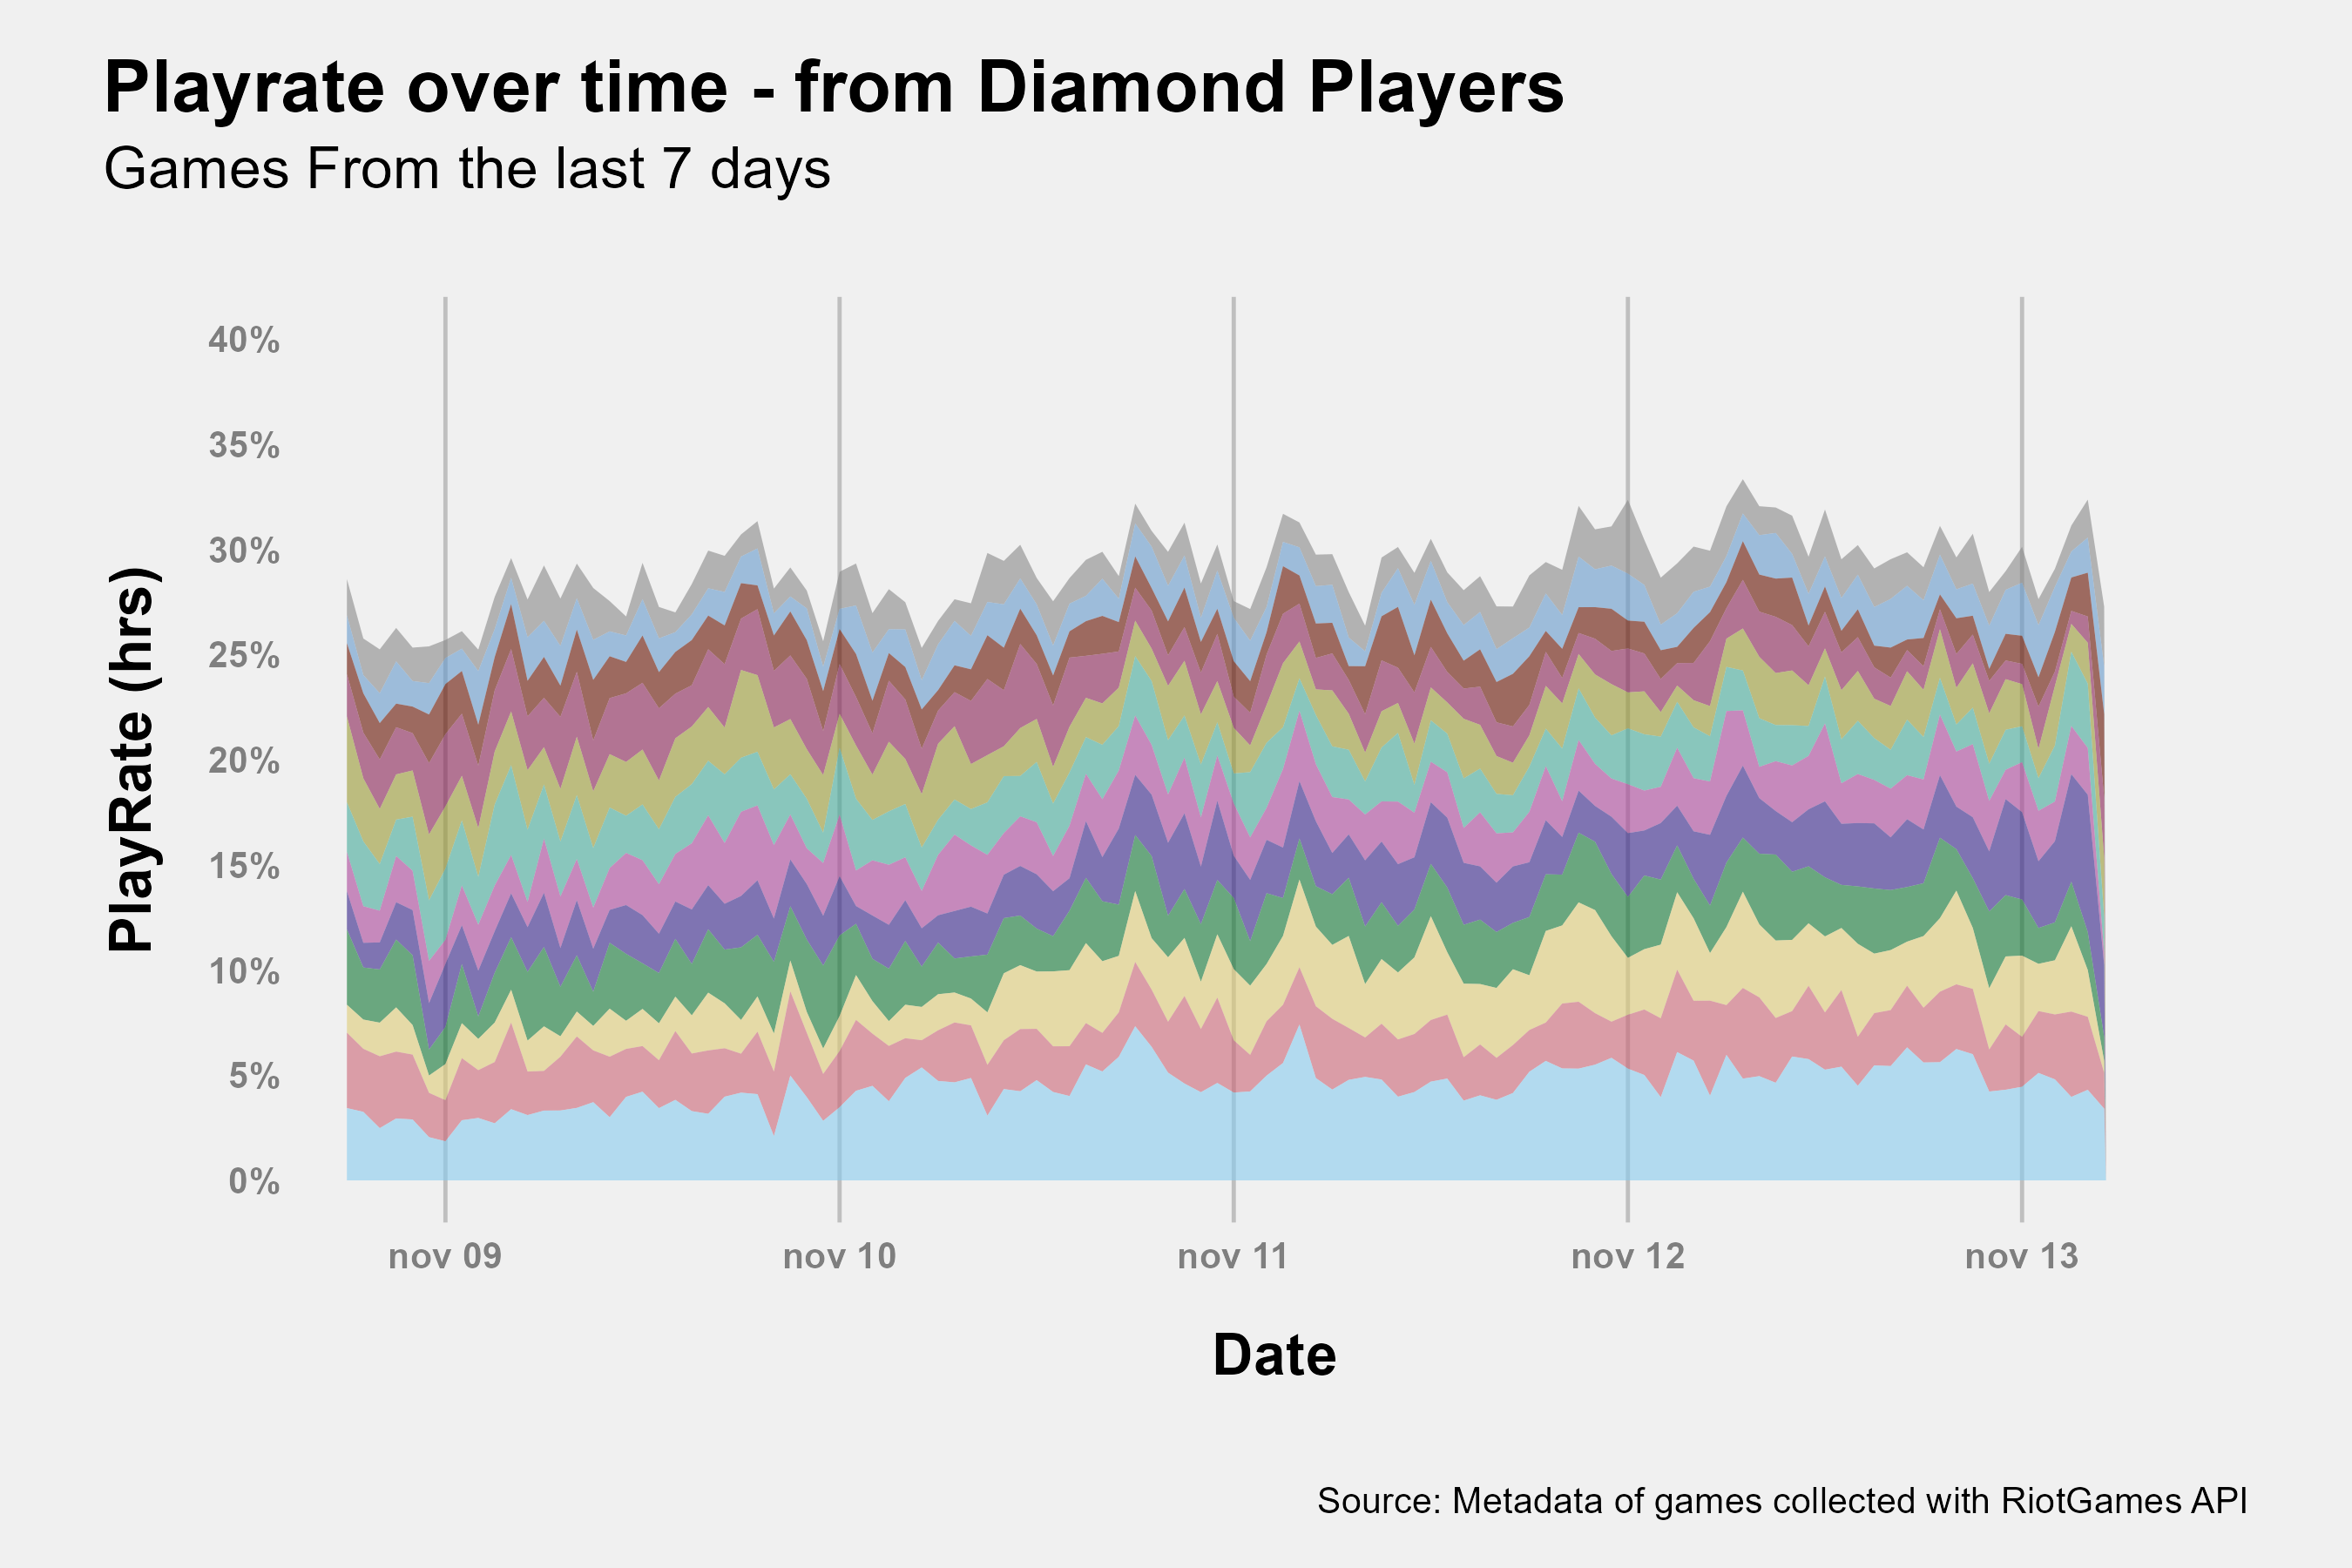 Playrate over time - from Diamond Players
Games From the last 7 days
PlayRate (hrs)
40%
35%
30%
25%
20%
15%
10%
5%
0%
nov 09
nov 10
nov 11
nov 12
nov 13
Date
Source: Metadata of games collected with RiotGames API